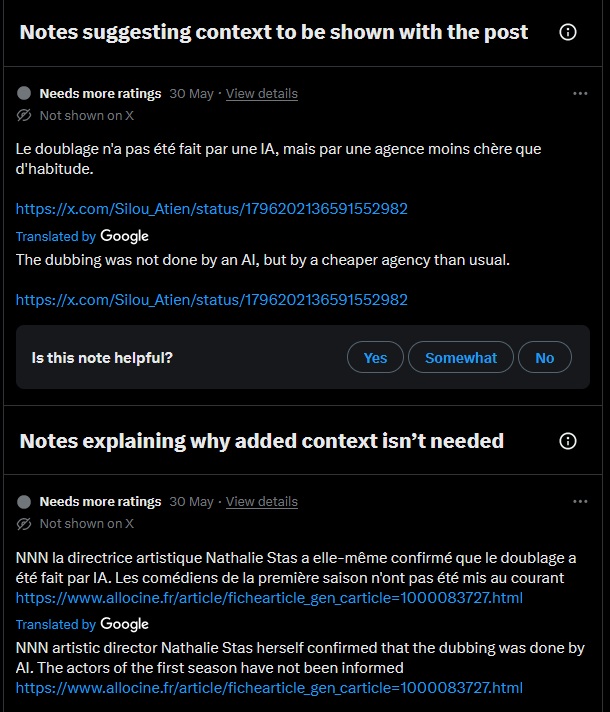 Notes suggesting context to be shown with the post
Needs more ratings 30 May · View details
Not shown on X
Le doublage n'a pas été fait par une IA, mais par une agence moins chère que
d'habitude.
https://x.com/Silou_Atien/status/1796202136591552982
Translated by Google
The dubbing was not done by an AI, but by a cheaper agency than usual.
https://x.com/Silou_Atien/status/1796202136591552982
Is this note helpful?
Yes
Somewhat
No
Notes explaining why added context isn't needed
Needs more ratings 30 May · View details
Not shown on X
NNN la directrice artistique Nathalie Stas a elle-même confirmé que le doublage a
été fait par IA. Les comédiens de la première saison n'ont pas été mis au courant
https://www.allocine.fr/article/fichearticle_gen_carticle=1000083727.html
Translated by Google
NNN artistic director Nathalie Stas herself confirmed that the dubbing was done by
AI. The actors of the first season have not been informed
https://www.allocine.fr/article/fichearticle_gen_carticle=1000083727.html